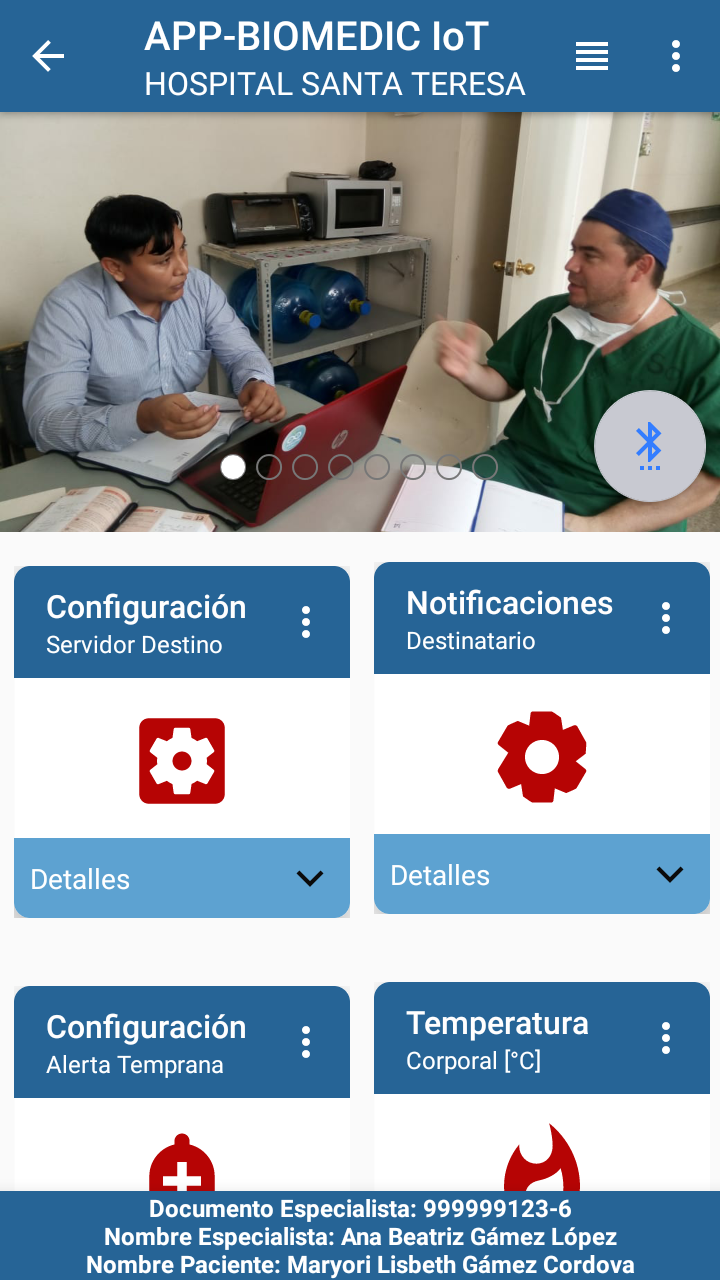 APP-BIOMEDIC IoT
HOSPITAL SANTA TERESA
Configuración
Servidor Destino
Detalles
Notificaciones
Destinatario
Detalles
Configuración
Alerta Temprana
Temperatura
Corporal [°C]
Documento Especialista: 999999123-6
Nombre Especialista: Ana Beatriz Gámez López
Nombre Paciente: Maryori Lisbeth Gámez Cordova